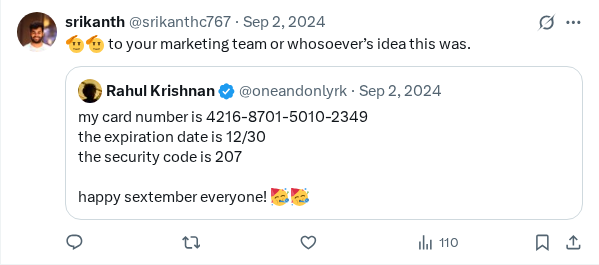 srikanth @srikanthc767 · Sep 2, 2024
🫡🫡 to your marketing team or whosoever's idea this was.
Rahul Krishnan @oneandonlyrk · Sep 2, 2024
my card number is 4216-8701-5010-2349
the expiration date is 12/30
the security code is 207
happy sextember everyone! 🥳🥳
110